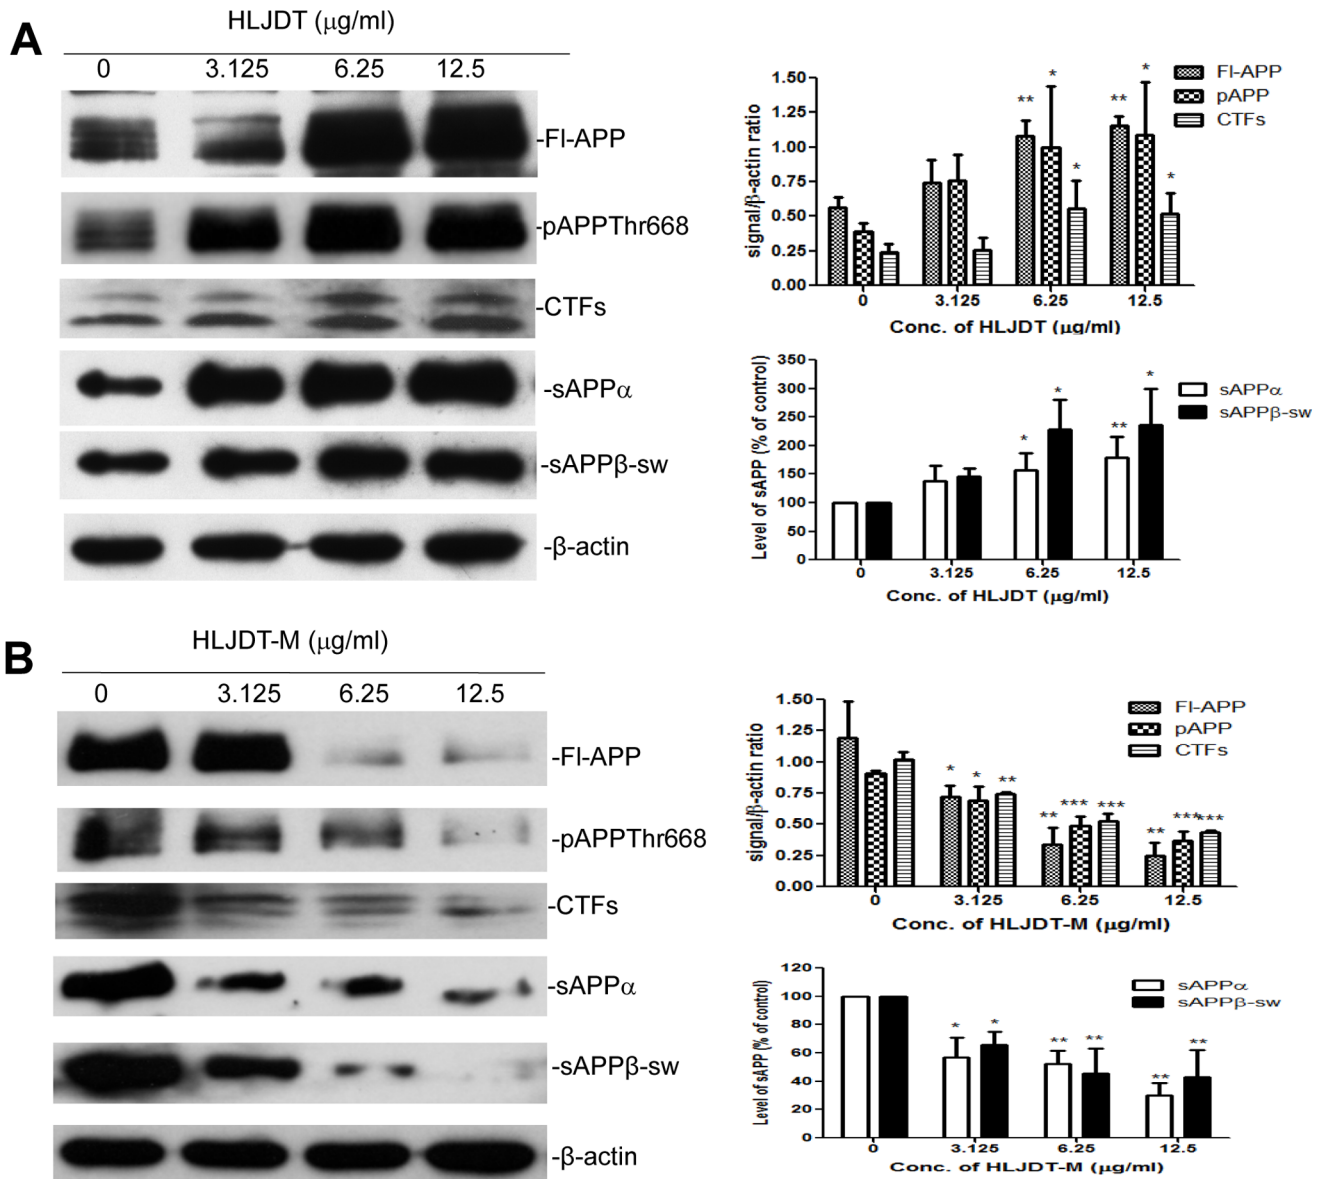 A
HLJDT (μg/ml)
0 3.125 6.25 12.5
-Fl-APP
-pAPPThr668
-CTFs
-sAPPα
-sAPPβ-sw
-β-actin
signal/β-actin ratio
1.50
1.25
1.00
0.75
0.50
0.25
0.00
** * ** *
* *
Fl-APP
pAPP
CTFs
0 3.125 6.25 12.5
Conc. of HLJDT (μg/ml)
Level of sAPP (% of control)
350
300
250
200
150
100
50
0
* * ** *
sAPPα
sAPPβ-sw
0 3.125 6.25 12.5
Conc. of HLJDT (μg/ml)
B
HLJDT-M (μg/ml)
0 3.125 6.25 12.5
-Fl-APP
-pAPPThr668
-CTFs
-sAPPα
-sAPPβ-sw
-β-actin
signal/β-actin ratio
1.50
1.25
1.00
0.75
0.50
0.25
0.00
* * ** ** *** *** ** *** ***
Fl-APP
pAPP
CTFs
0 3.125 6.25 12.5
Conc. of HLJDT-M (μg/ml)
Level of sAPP (% of control)
120
100
80
60
40
20
0
* * ** ** ** **
sAPPα
sAPPβ-sw
0 3.125 6.25 12.5
Conc. of HLJDT-M (μg/ml)